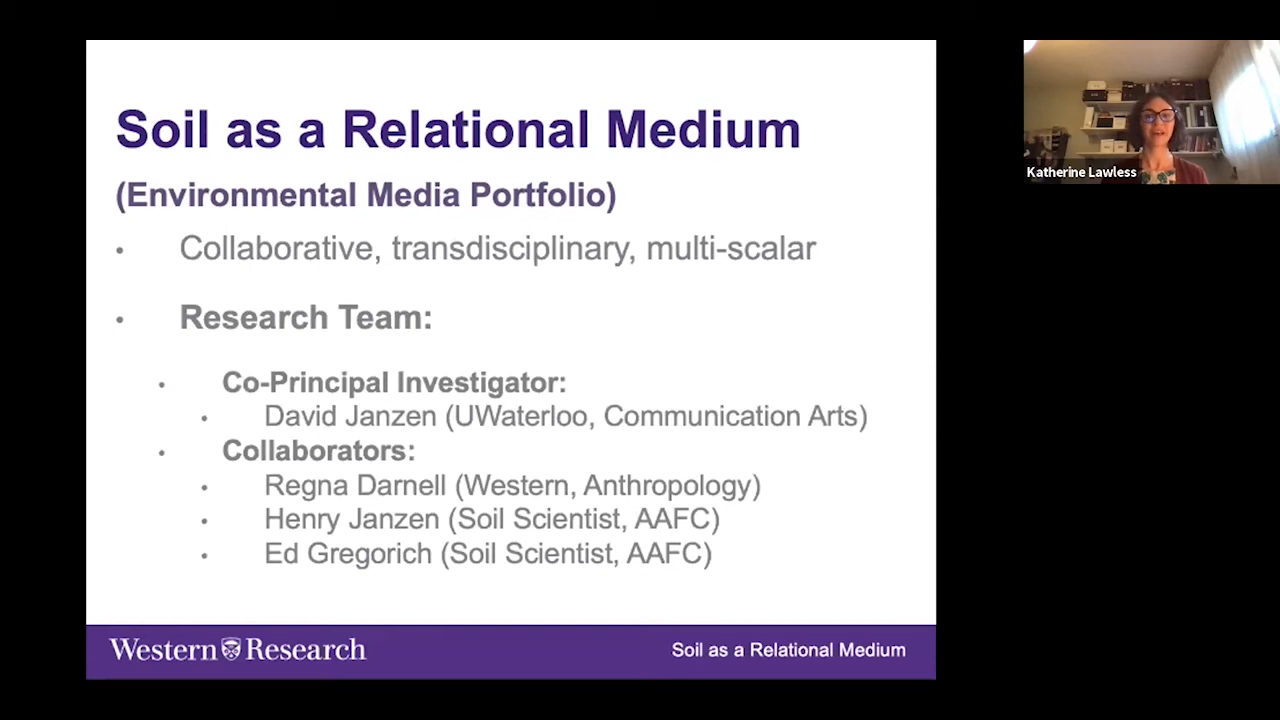 Soil as a Relational Medium
(Environmental Media Portfolio)
• Collaborative, transdisciplinary, multi-scalar
• Research Team:
• Co-Principal Investigator:
• David Janzen (UWaterloo, Communication Arts)
• Collaborators:
• Regna Darnell (Western, Anthropology)
• Henry Janzen (Soil Scientist, AAFC)
• Ed Gregorich (Soil Scientist, AAFC)
Western Research
Soil as a Relational Medium
Katherine Lawless